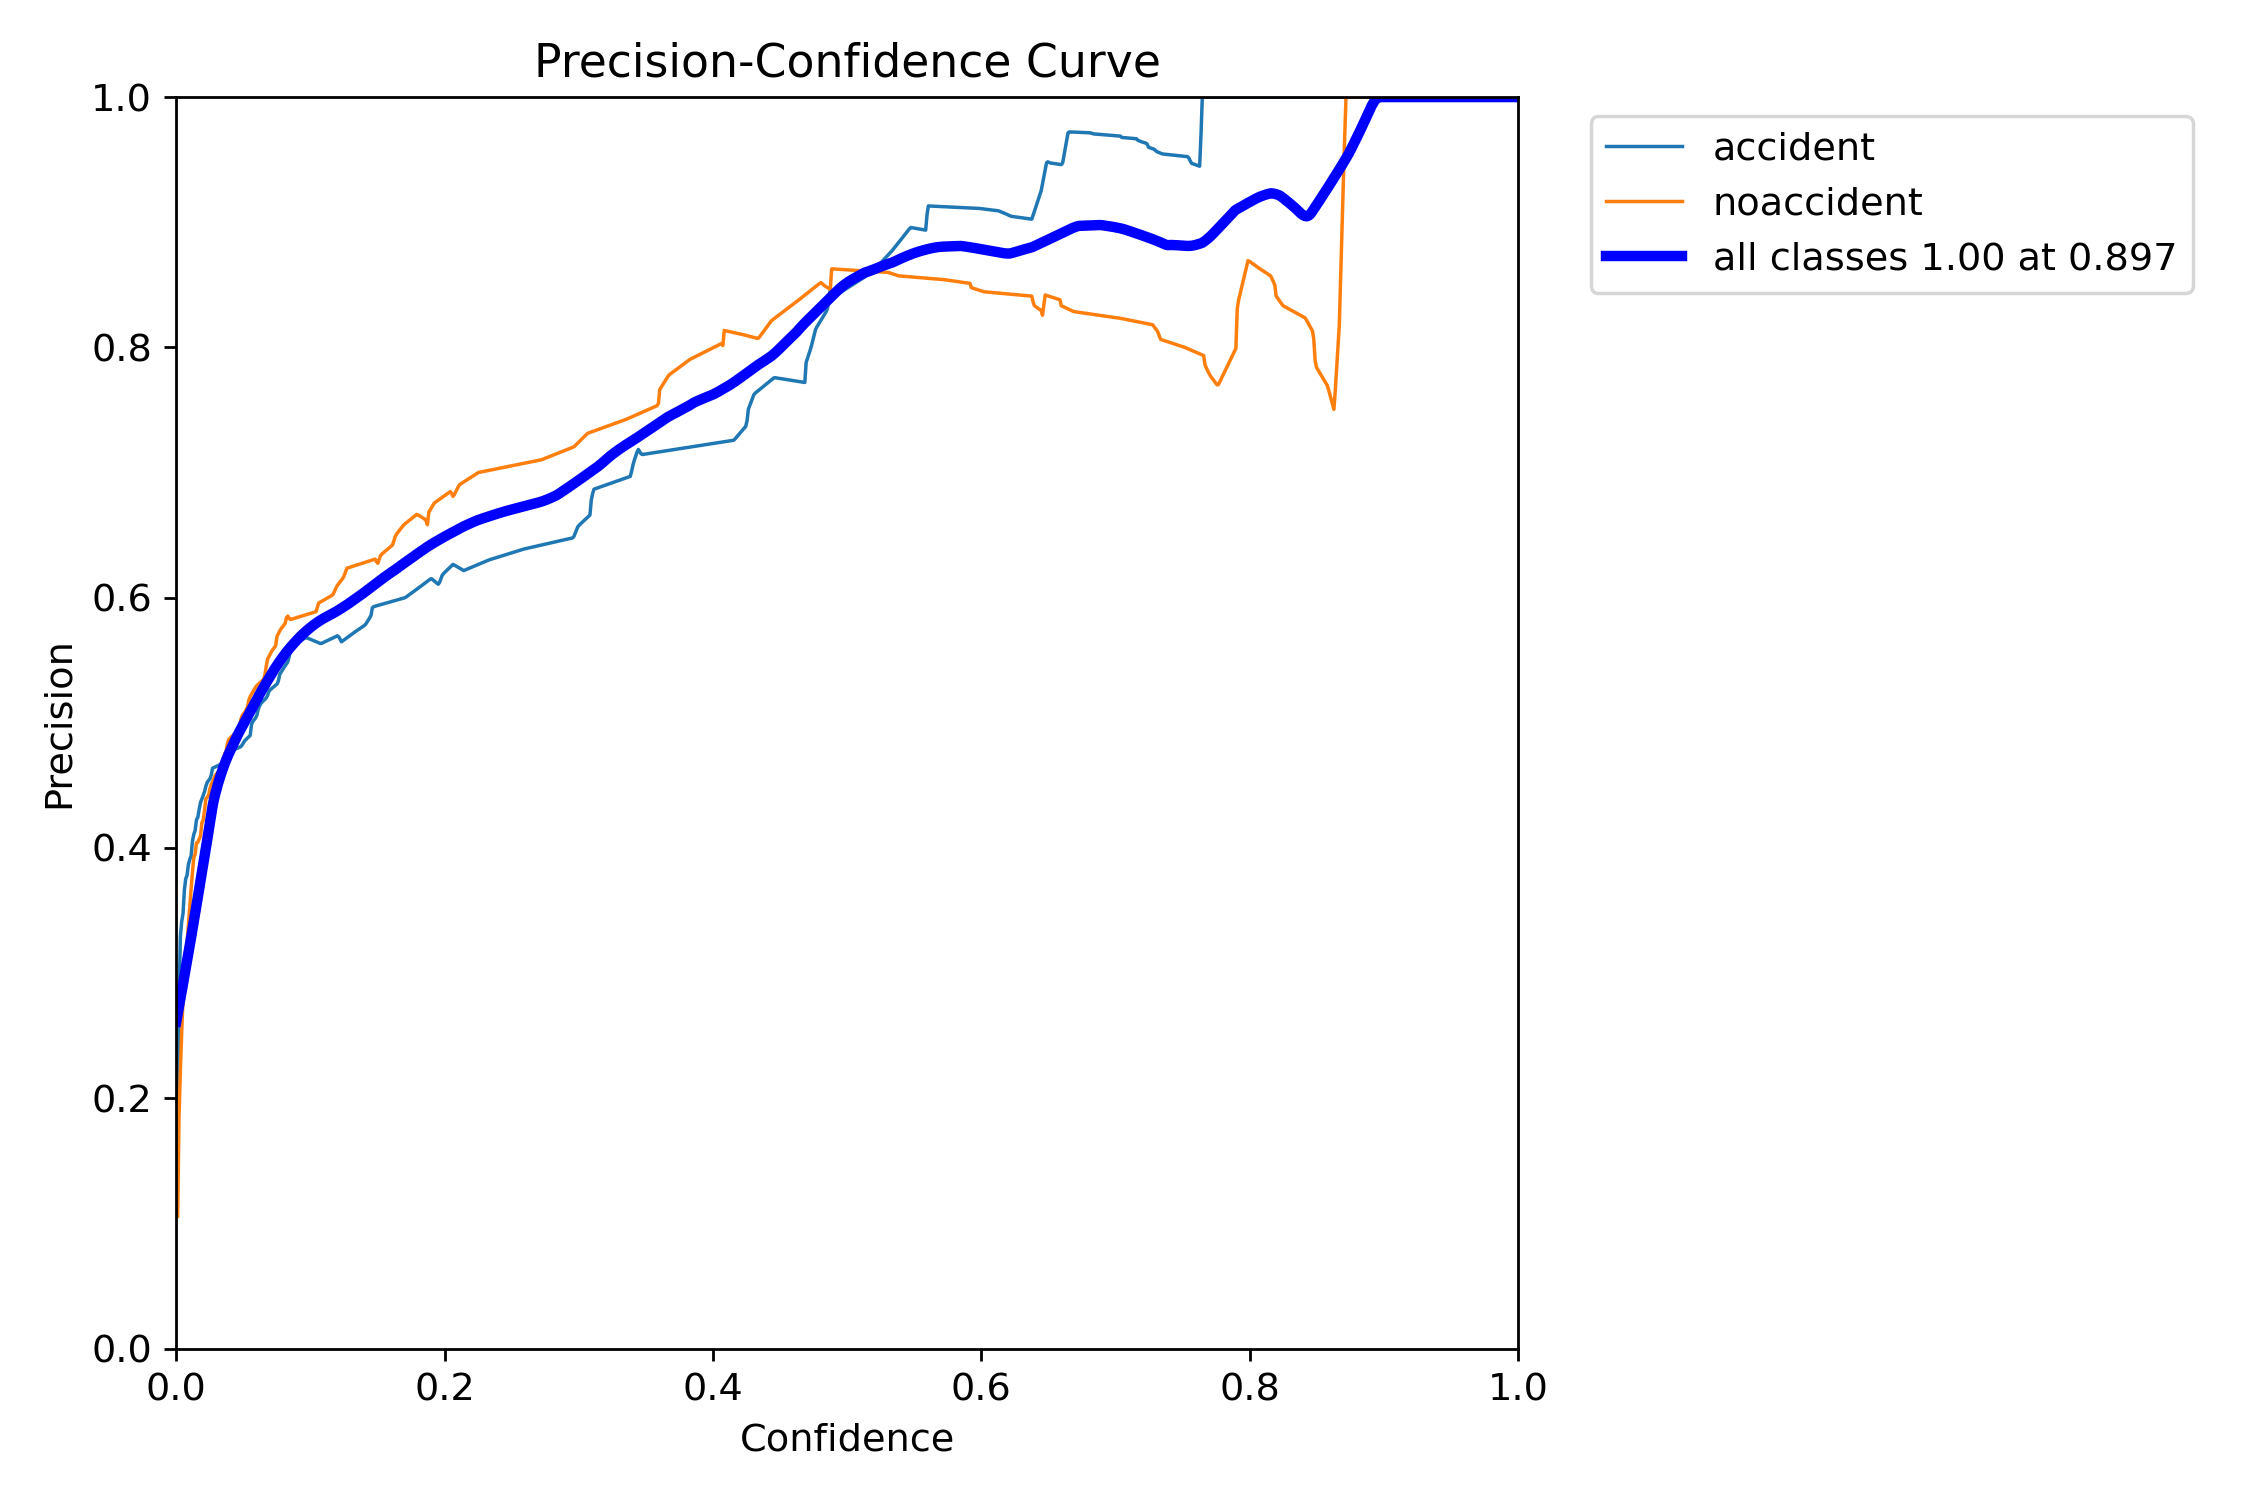 Precision-Confidence Curve
1.0
0.8
0.6
0.4
0.2
0.0
Precision
0.0 0.2 0.4 0.6 0.8 1.0
Confidence
accident
noaccident
all classes 1.00 at 0.897